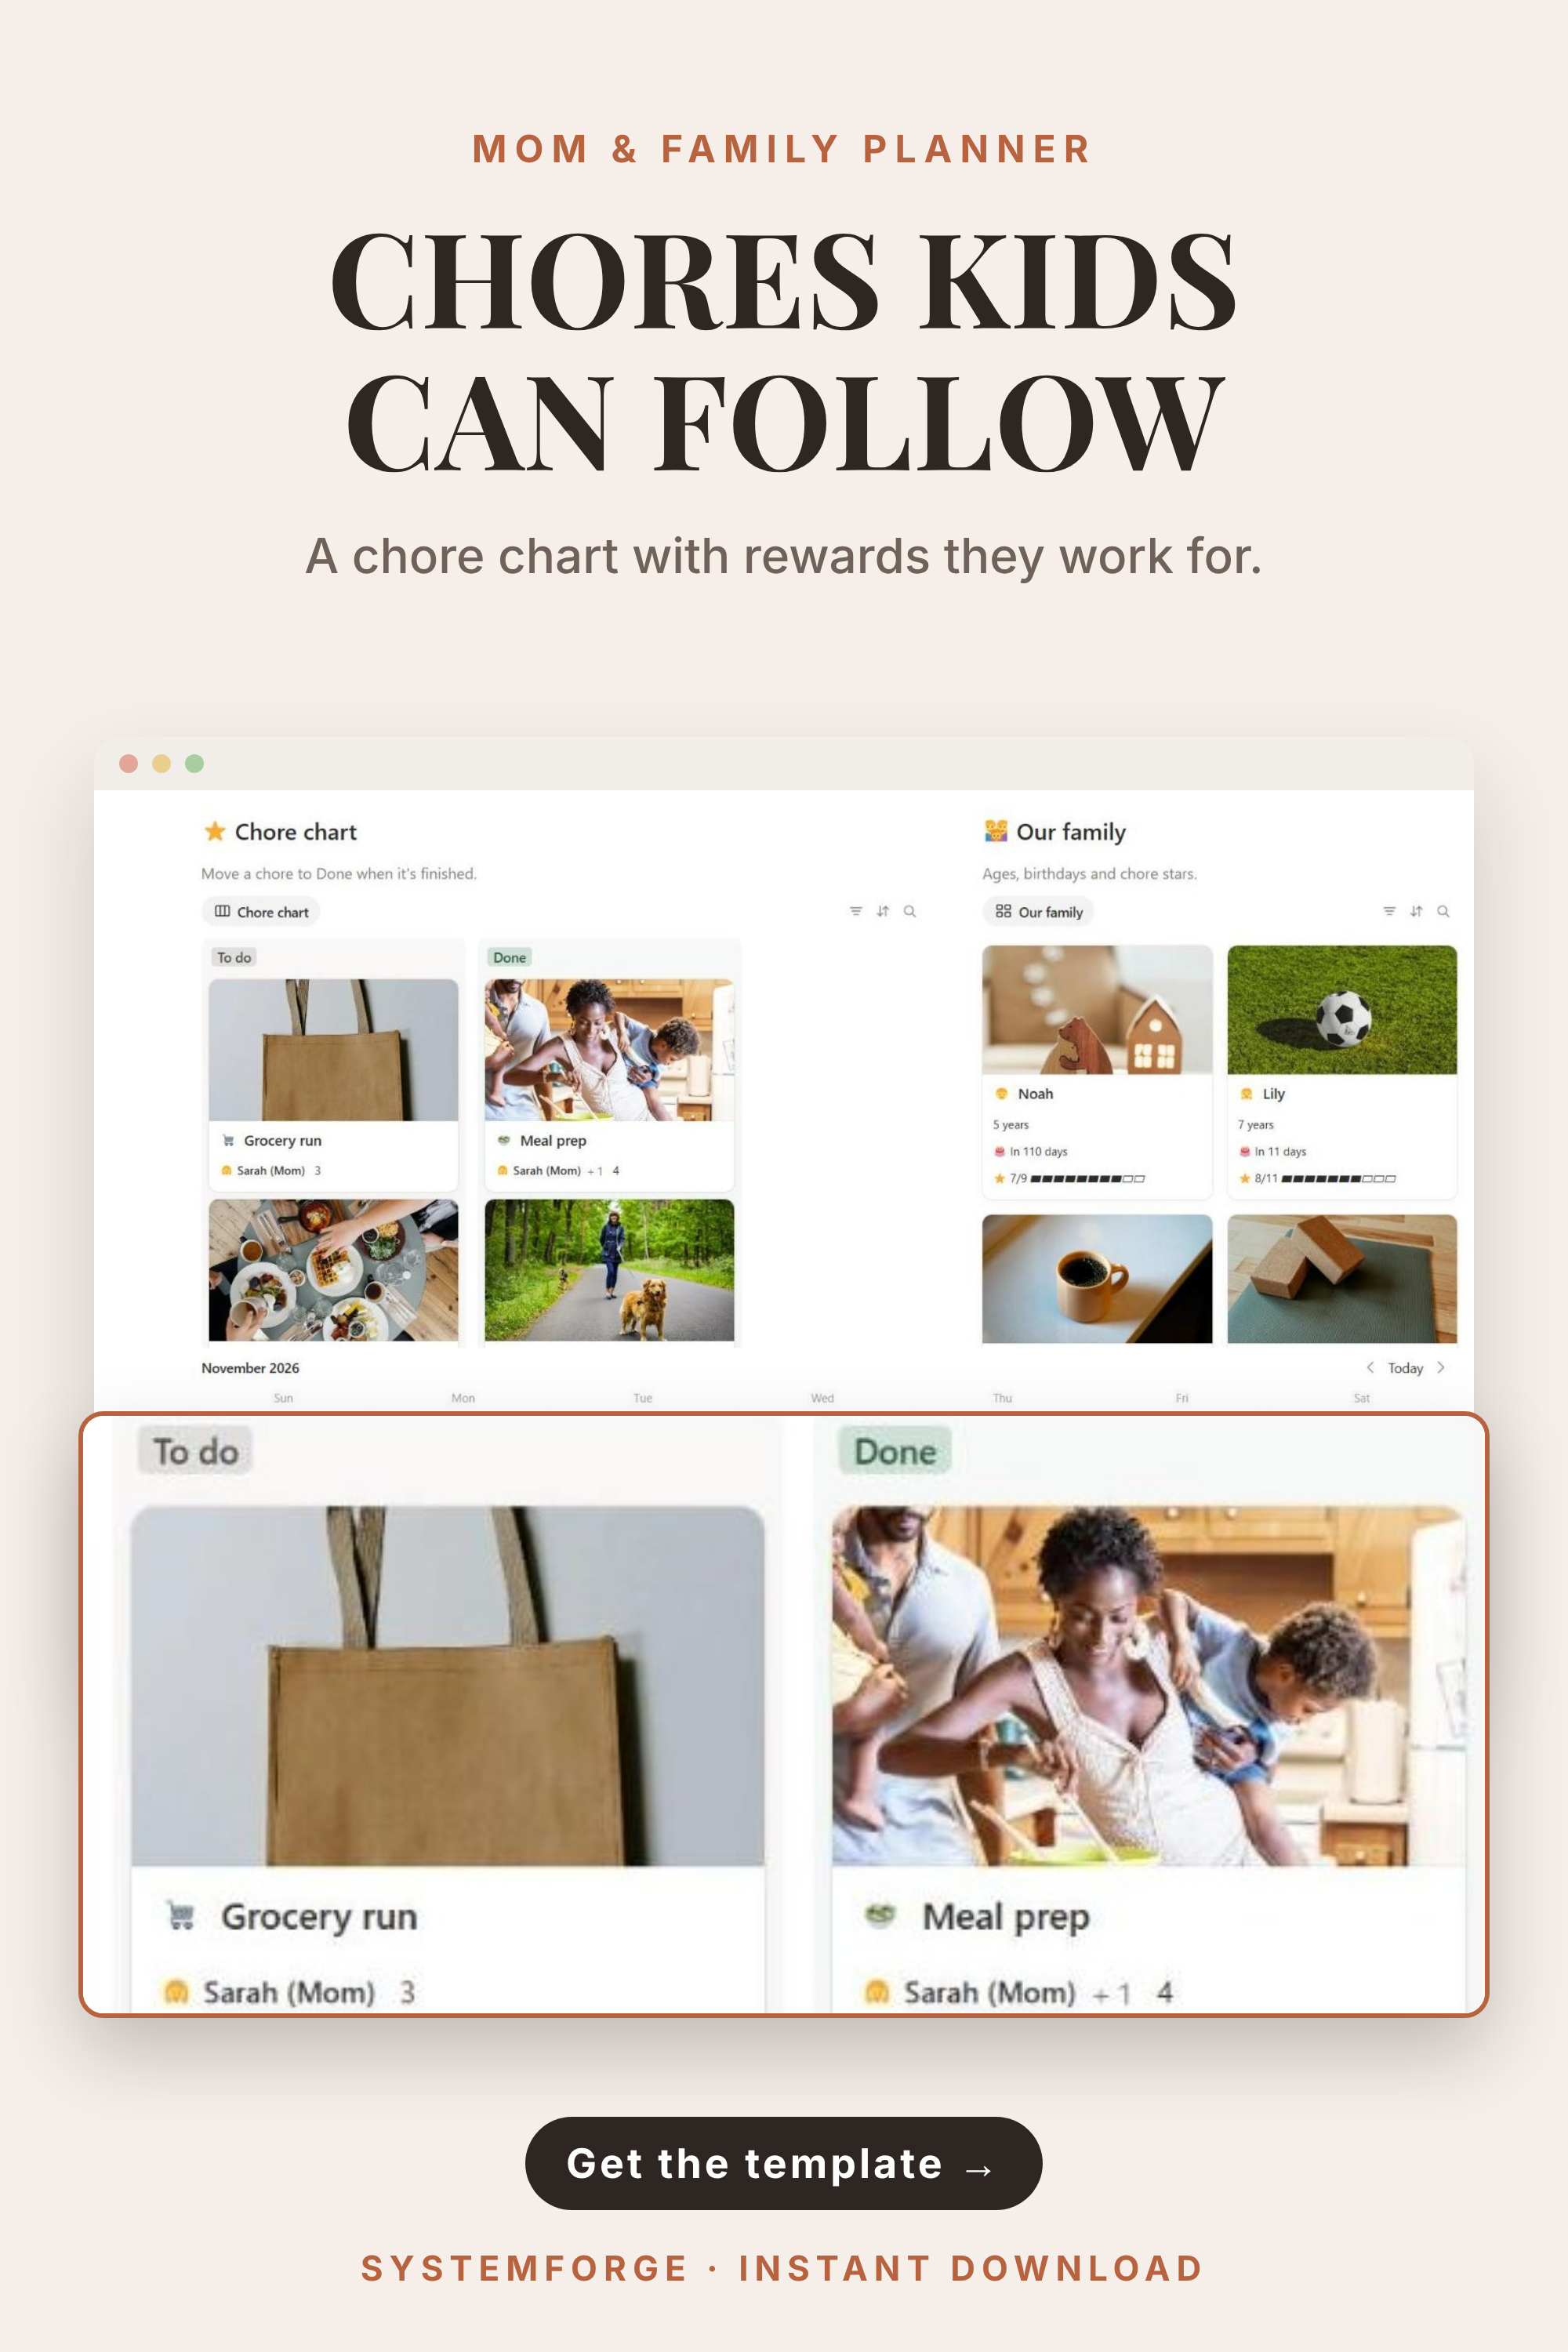 MOM & FAMILY PLANNER
CHORES KIDS
CAN FOLLOW
A chore chart with rewards they work for.
Chore chart
Move a chore to Done when it's finished.
Chore chart
To do
Done
Grocery run
Sarah (Mom) 3
Meal prep
Sarah (Mom) +1 4
Our family
Ages, birthdays and chore stars.
Our family
Noah
5 years
In 110 days
7/9
Lily
7 years
In 11 days
8/11
November 2026
Today
Sun Mon Tue Wed Thu Fri Sat
To do
Done
Grocery run
Sarah (Mom) 3
Meal prep
Sarah (Mom) +1 4
Get the template →
SYSTEMFORGE · INSTANT DOWNLOAD